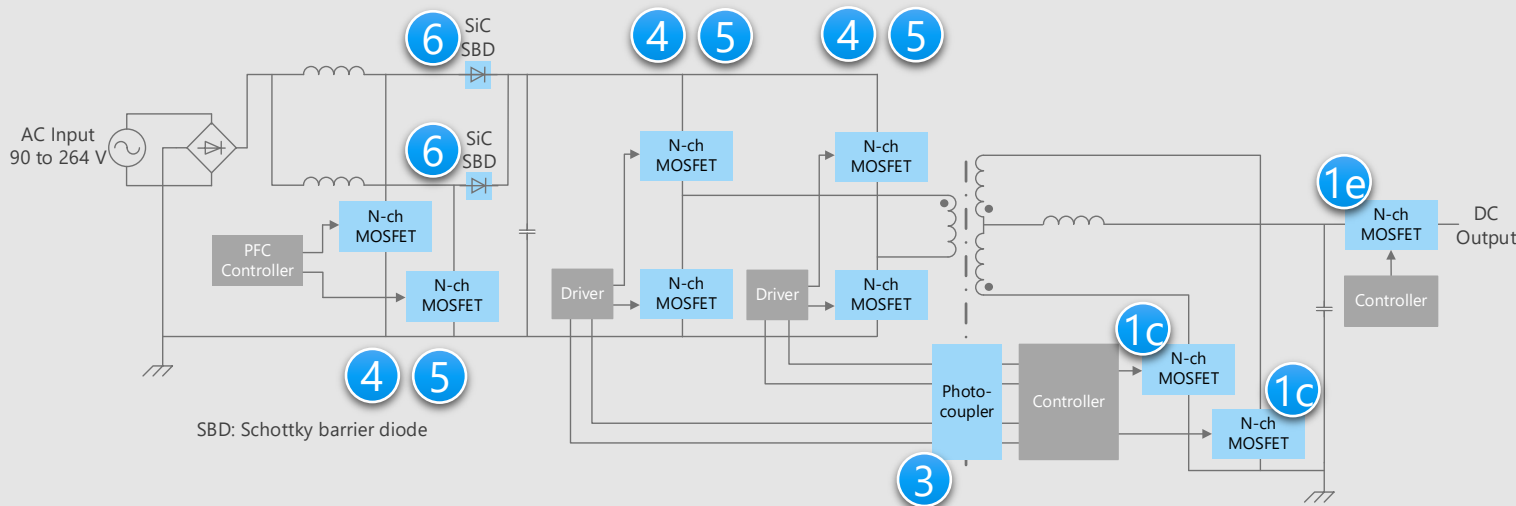 6
SiC
SBD
4
5
4
5
AC Input
90 to 264 V
6
SiC
SBD
N-ch
MOSFET
N-ch
MOSFET
1e
N-ch
MOSFET
DC
Output
PFC
Controller
N-ch
MOSFET
N-ch
MOSFET
Driver
N-ch
MOSFET
Driver
N-ch
MOSFET
Controller
4
5
Photo-
coupler
Controller
1c
N-ch
MOSFET
1c
N-ch
MOSFET
SBD: Schottky barrier diode
3